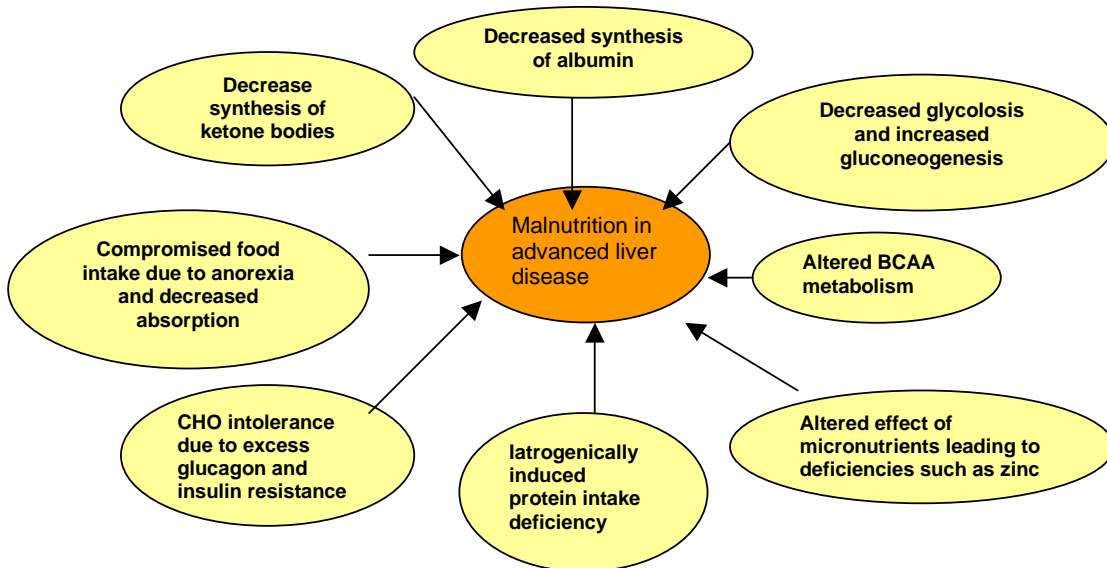 Decreased synthesis
of albumin
Decrease
synthesis of
ketone bodies
Decreased glycolosis
and increased
gluconeogenesis
Malnutrition in
advanced liver
disease
Compromised food
intake due to anorexia
and decreased
absorption
Altered BCAA
metabolism
CHO intolerance
due to excess
glucagon and
insulin resistance
Iatrogenically
induced
protein intake
deficiency
Altered effect of
micronutrients leading to
deficiencies such as zinc